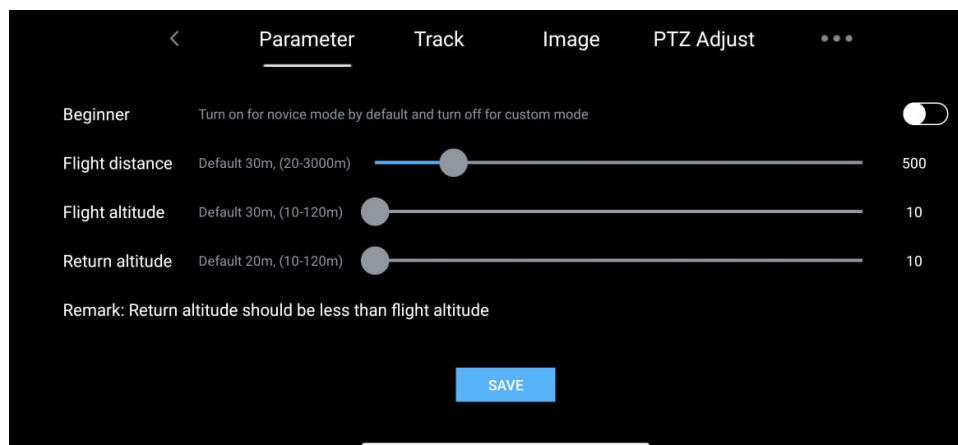 Parameter Track Image PTZ Adjust
Beginner Turn on for novice mode by default and turn off for custom mode
Flight distance Default 30m, (20-3000m) 500
Flight altitude Default 30m, (10-120m) 10
Return altitude Default 20m, (10-120m) 10
Remark: Return altitude should be less than flight altitude
SAVE